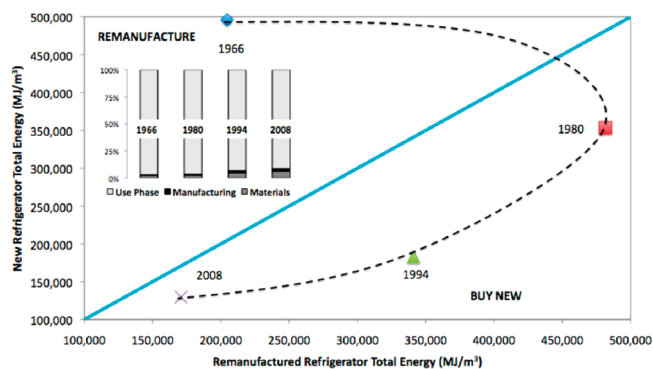 500,000
REMANUFACTURE
450,000
1966
400,000
100%
75%
350,000
50%
1966 1980 1994 2008
1980
300,000
25%
0%
Use Phase Manufacturing Materials
250,000
200,000
2008
1994
150,000
BUY NEW
100,000
100,000 150,000 200,000 250,000 300,000 350,000 400,000 450,000 500,000
New Refrigerator Total Energy (MJ/m³)
Remanufactured Refrigerator Total Energy (MJ/m³)